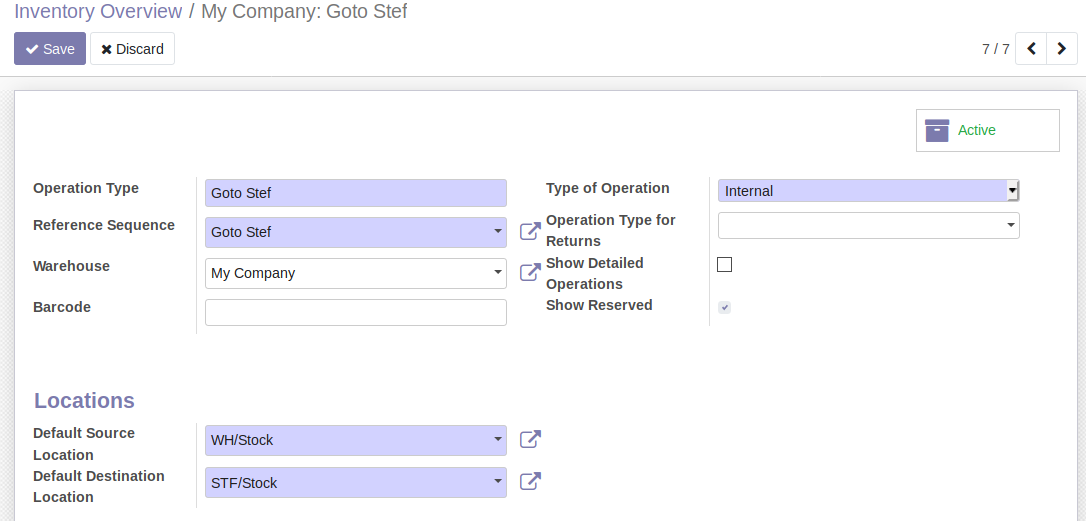 Inventory Overview / My Company: Goto Stef
Save Discard 7 / 7
Active
Operation Type Goto Stef
Reference Sequence Goto Stef
Warehouse My Company
Barcode
Type of Operation Internal
Operation Type for
Returns
Show Detailed
Operations
Show Reserved
Locations
Default Source
Location
WH/Stock
Default Destination
Location
STF/Stock